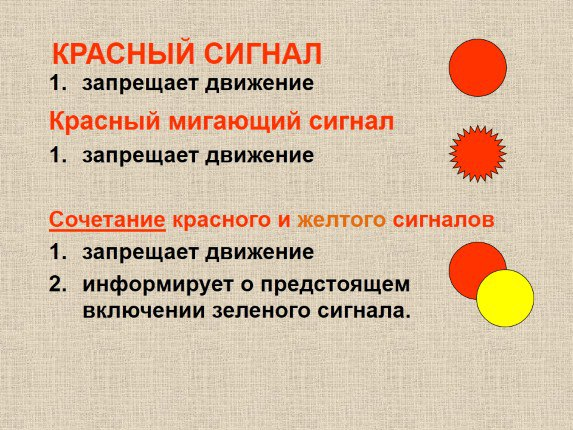 КРАСНЫЙ СИГНАЛ
1. запрещает движение
Красный мигающий сигнал
1. запрещает движение
Сочетание красного и желтого сигналов
1. запрещает движение
2. информирует о предстоящем
включении зеленого сигнала.